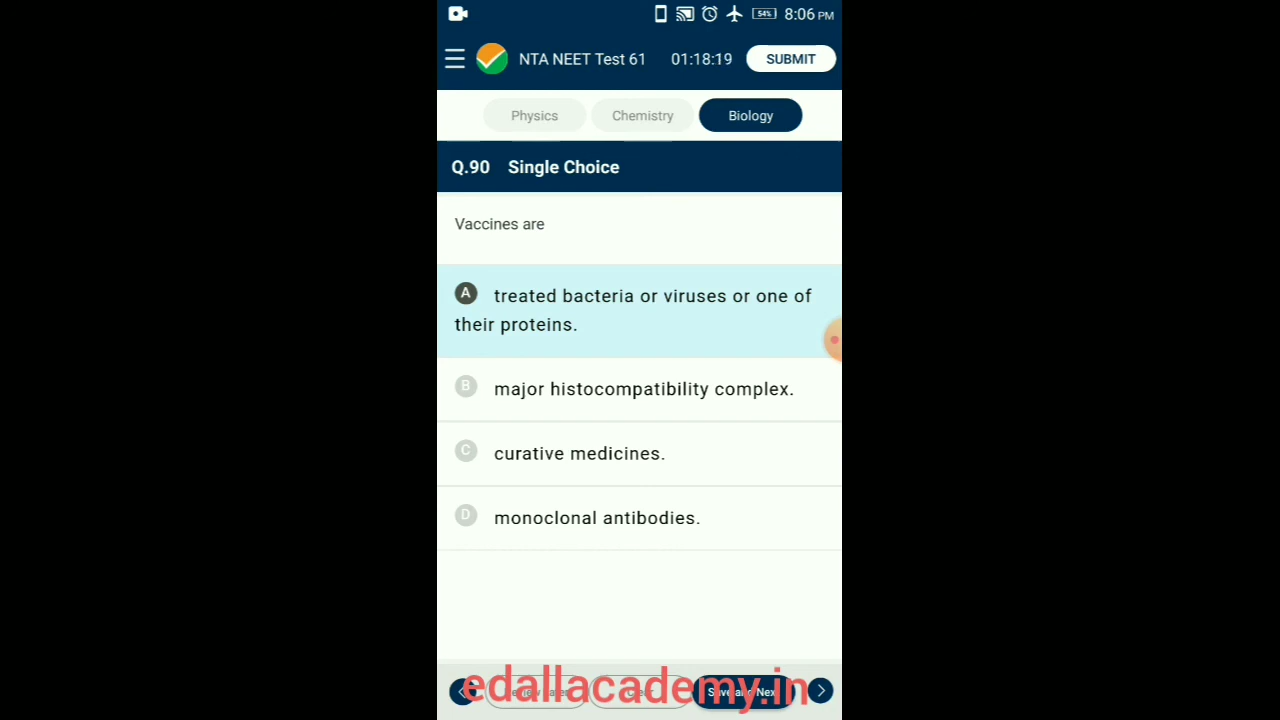 54% 8:06 PM
NTA NEET Test 61 01:18:19 SUBMIT
Physics Chemistry Biology
Q.90 Single Choice
Vaccines are
A treated bacteria or viruses or one of
their proteins.
B major histocompatibility complex.
C curative medicines.
D monoclonal antibodies.
edallacademy.in